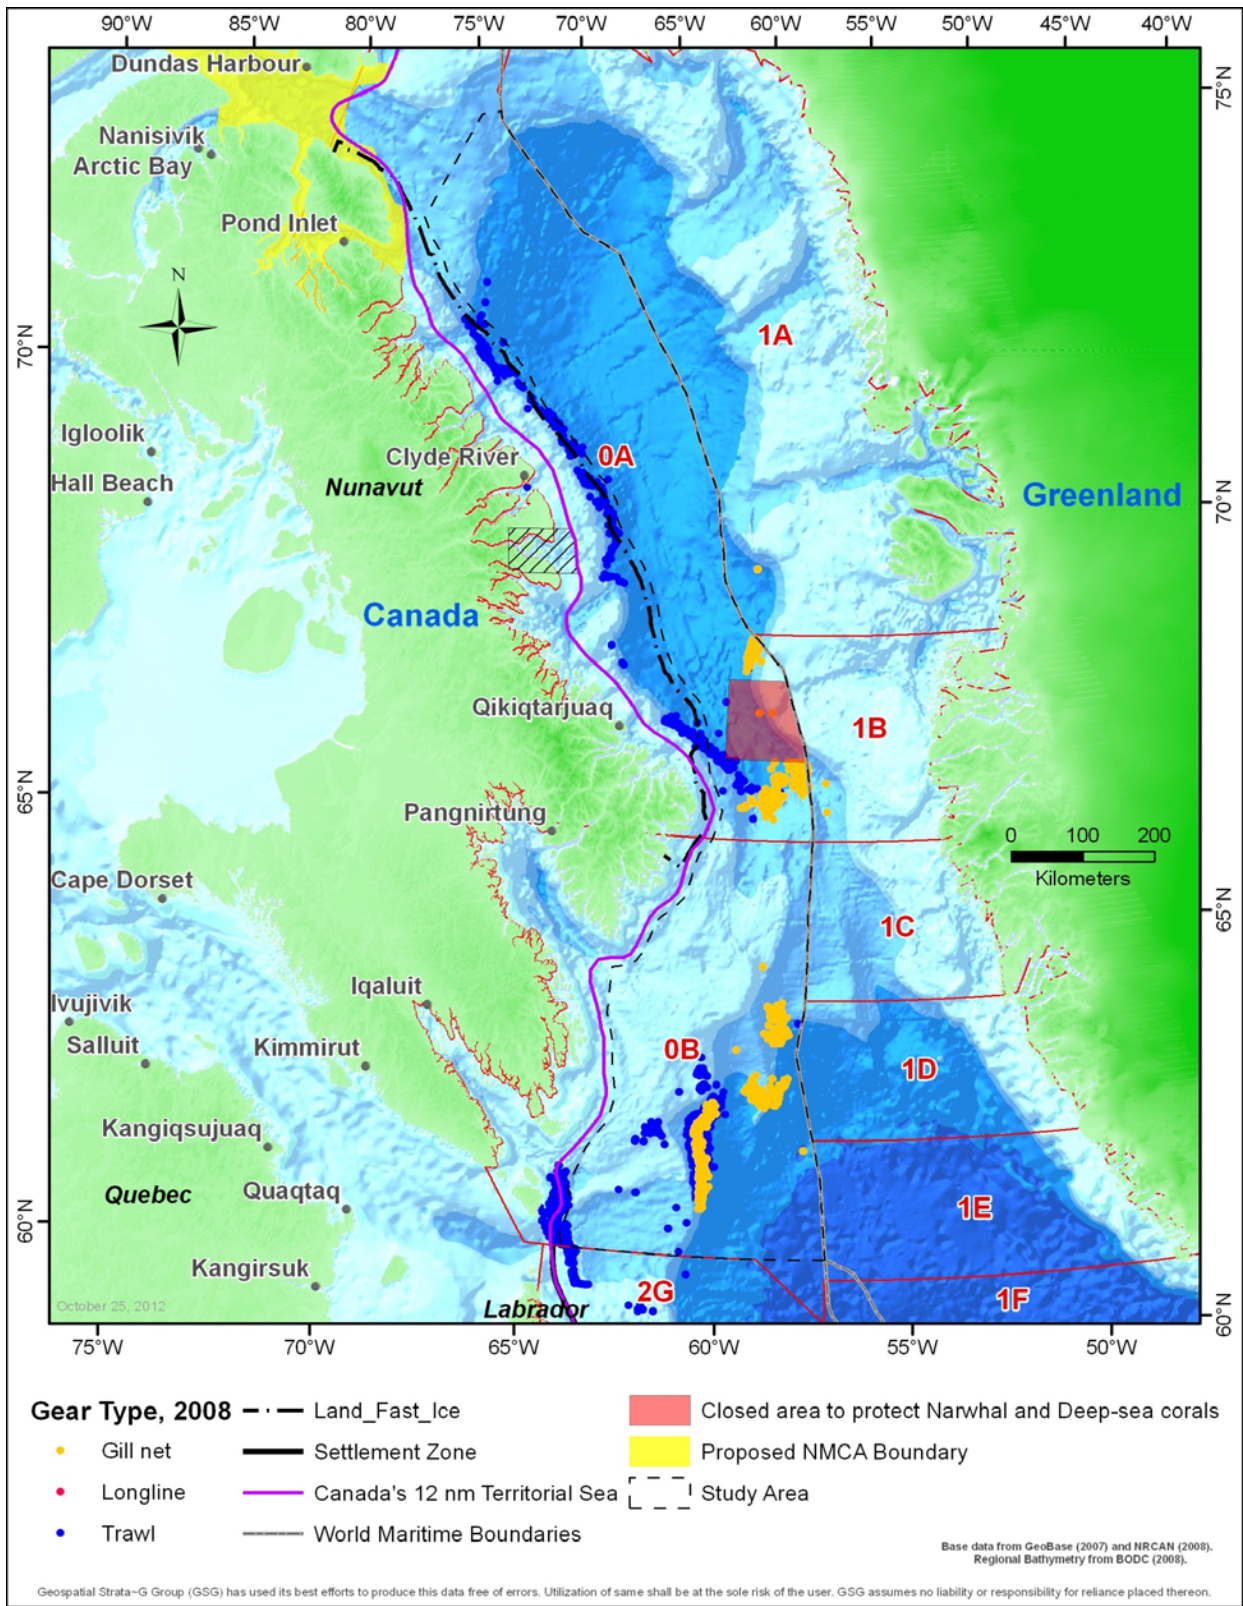 90°W 85°W 80°W 75°W 70°W 65°W 60°W 55°W 50°W 45°W 40°W
Dundas Harbour
75°N
Nanisivik
Arctic Bay
Pond Inlet
N
70°N
1A
Igloolik
Clyde River
0A
Hall Beach
Nunavut
Greenland
70°N
Canada
Qikiqtarjuaq
1B
65°N
Pangnirtung
0 100 200
Kilometers
Cape Dorset
65°N
1C
Ivujivik
Iqaluit
Salluit
Kimmirut
0B
1D
Kangiqsujuaq
Quebec
Quaqtaq
1E
60°N
Kangirsuk
2G
1F
October 25, 2012
Labrador
60°N
75°W 70°W 65°W 60°W 55°W 50°W
Gear Type, 2008
Gill net
Longline
Trawl
Land_Fast_Ice
Settlement Zone
Canada's 12 nm Territorial Sea
World Maritime Boundaries
Closed area to protect Narwhal and Deep-sea corals
Proposed NMCA Boundary
Study Area
Base data from GeoBase (2007) and NRCAN (2008).
Regional Bathymetry from BODC (2008).
Geospatial Strata~G Group (GSG) has used its best efforts to produce this data free of errors. Utilization of same shall be at the sole risk of the user. GSG assumes no liability or responsibility for reliance placed thereon.